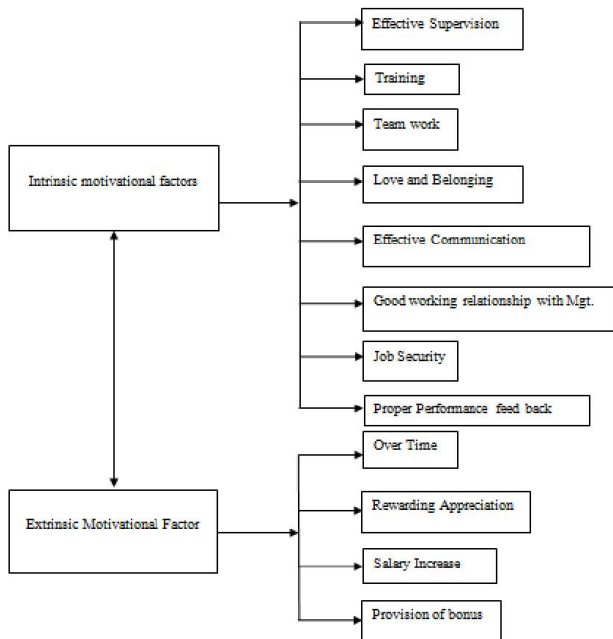 Effective Supervision
Training
Team work
Intrinsic motivational factors
Love and Belonging
Effective Communication
Good working relationship with Mgt.
Job Security
Proper Performance feed back
Over Time
Extrinsic Motivational Factor
Rewarding Appreciation
Salary Increase
Provision of bonus